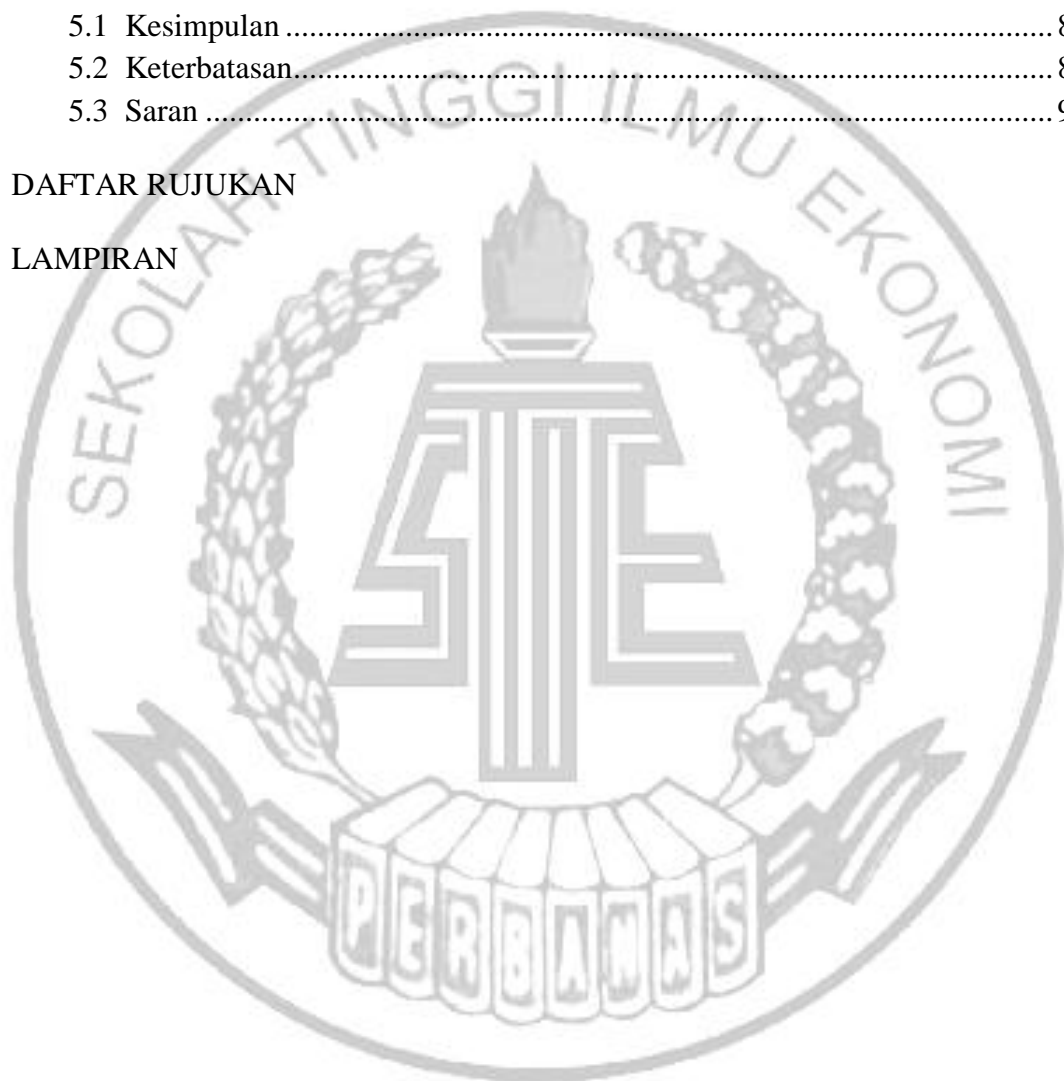 5.1 Kesimpulan ........................................................................................ 8
5.2 Keterbatasan....................................................................................... 8
5.3 Saran ................................................................................................. 9
DAFTAR RUJUKAN
LAMPIRAN
SEKOLAH TINGGI ILMU EKONOMI
STIE
PERBANAS